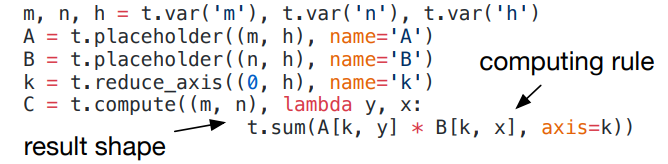 m, n, h = t.var('m'), t.var('n'), t.var('h')
A = t.placeholder((m, h), name='A')
B = t.placeholder((n, h), name='B')
k = t.reduce_axis((0, h), name='k')
computing rule
C = t.compute((m, n), lambda y, x:
t.sum(A[k, y] * B[k, x], axis=k))
result shape